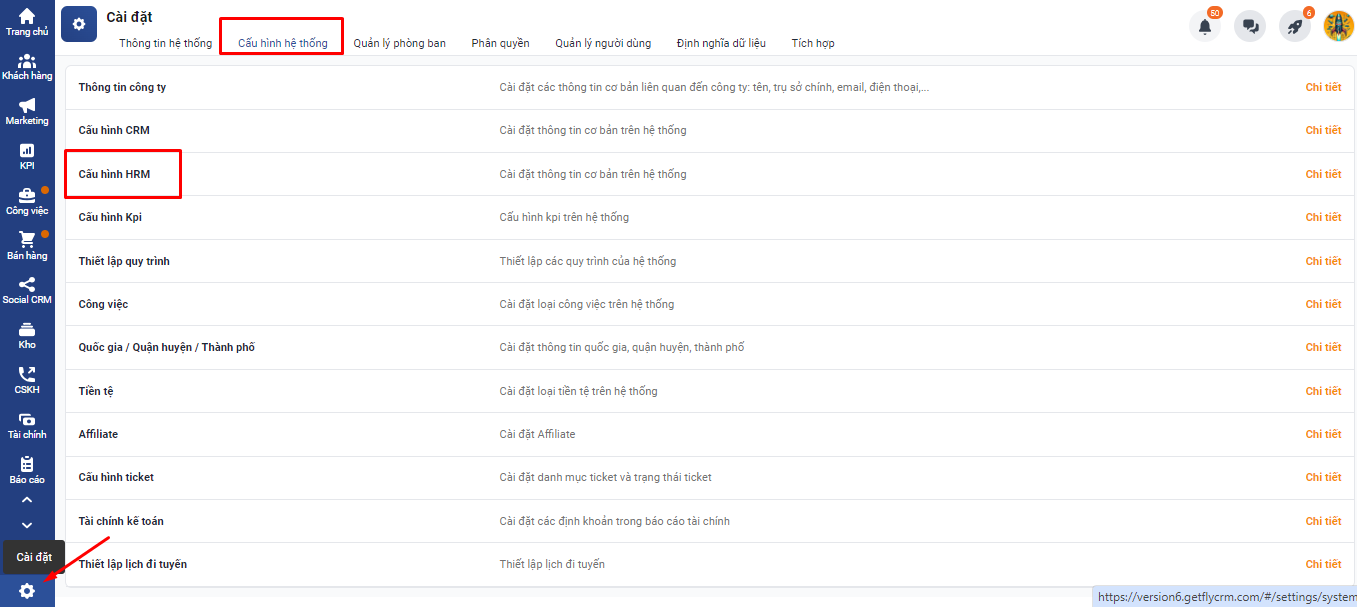 Trang chủ
Khách hàng
Marketing
KPI
Công việc
Bán hàng
Social CRM
Kho
CSKH
Tài chính
Báo cáo
Cài đặt
Cài đặt
50
6
Thông tin hệ thống Cấu hình hệ thống Quản lý phòng ban Phân quyền Quản lý người dùng Định nghĩa dữ liệu Tích hợp
Thông tin công ty Cài đặt các thông tin cơ bản liên quan đến công ty: tên, trụ sở chính, email, điện thoại,... Chi tiết
Cấu hình CRM Cài đặt thông tin cơ bản trên hệ thống Chi tiết
Cấu hình HRM Cài đặt thông tin cơ bản trên hệ thống Chi tiết
Cấu hình Kpi Cấu hình kpi trên hệ thống Chi tiết
Thiết lập quy trình Thiết lập các quy trình của hệ thống Chi tiết
Công việc Cài đặt loại công việc trên hệ thống Chi tiết
Quốc gia / Quận huyện / Thành phố Cài đặt thông tin quốc gia, quận huyện, thành phố Chi tiết
Tiền tệ Cài đặt loại tiền tệ trên hệ thống Chi tiết
Affiliate Cài đặt Affiliate Chi tiết
Cấu hình ticket Cài đặt danh mục ticket và trạng thái ticket Chi tiết
Tài chính kế toán Cài đặt các định khoản trong báo cáo tài chính Chi tiết
Thiết lập lịch đi tuyến Thiết lập lịch đi tuyến Chi tiết
https://version6.getflycrm.com/#/settings/system